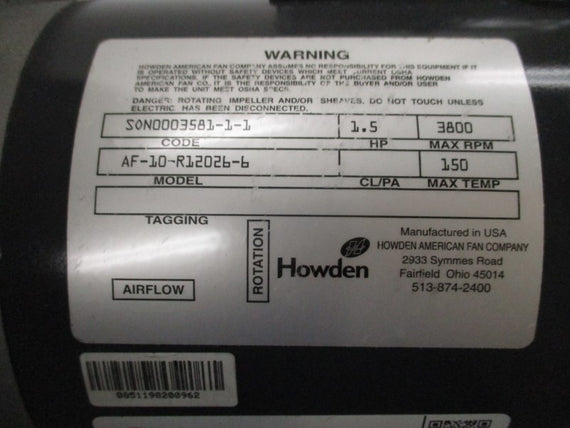 WARNING
HOWDEN AMERICAN FAN COMPANY ASSUMES NO RESPONSIBILITY FOR THIS EQUIPMENT IF IT
IS OPERATED WITHOUT SAFETY DEVICES WHICH MEET CURRENT OSHA
SPECIFICATIONS. IF THE SAFETY DEVICES ARE NOT PURCHASED FROM HOWDEN
AMERICAN FAN CO. IT IS THE RESPONSIBILITY OF THE BUYER AND/OR USER
TO MAKE THE UNIT MEET OSHA SPECS.
DANGER: ROTATING IMPELLER AND/OR SHEAVES. DO NOT TOUCH UNLESS
ELECTRIC HAS BEEN DISCONNECTED.
SON0003581-1-1 1.5 3800
CODE HP MAX RPM
AF-10-R12026-6 150
MODEL CL/PA MAX TEMP
TAGGING
AIRFLOW
ROTATION
Howden
Manufactured in USA
HOWDEN AMERICAN FAN COMPANY
2933 Symmes Road
Fairfield Ohio 45014
513-874-2400
0851198200962